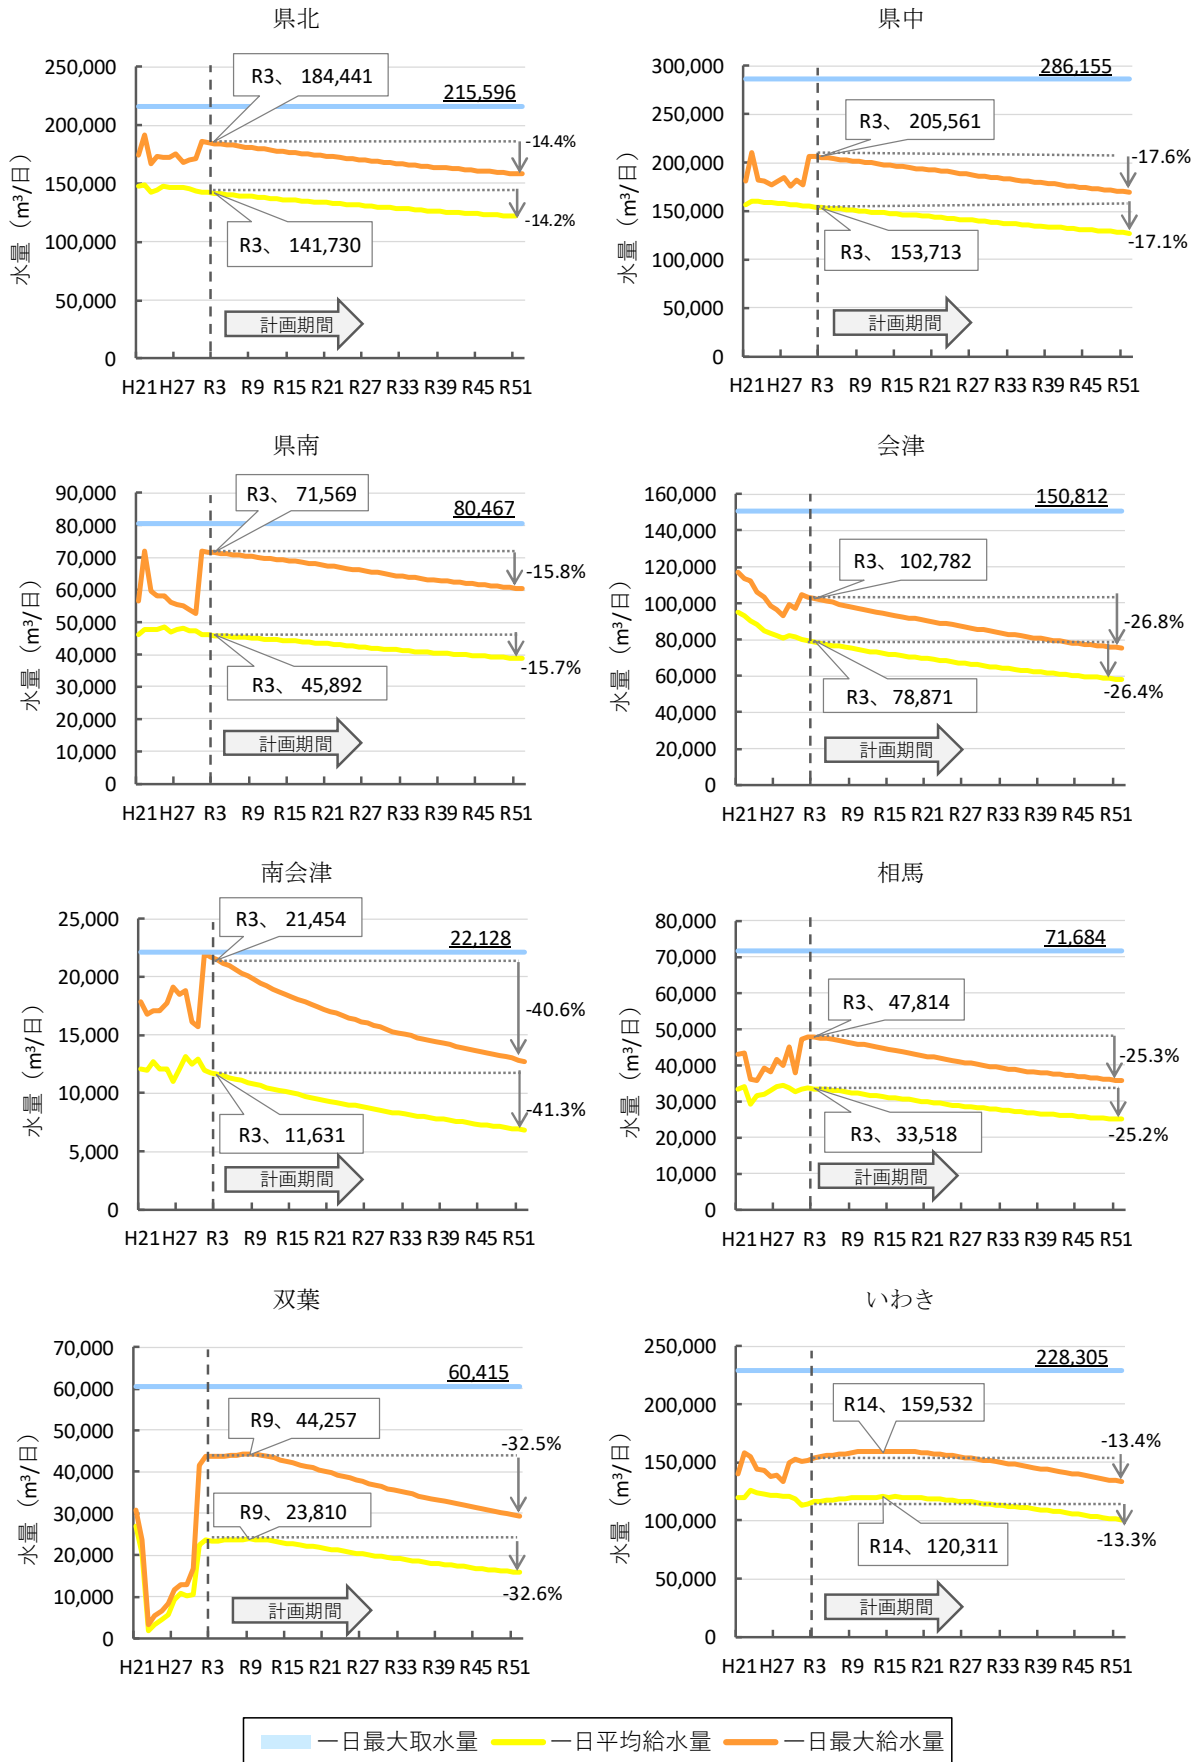 県北
水量（m³/日）
250,000
200,000
150,000
100,000
50,000
0
R3、 184,441
215,596
-14.4%
-14.2%
R3、 141,730
計画期間
H21 H27 R3 R9 R15 R21 R27 R33 R39 R45 R51
県中
水量（m³/日）
300,000
250,000
200,000
150,000
100,000
50,000
0
286,155
R3、 205,561
-17.6%
-17.1%
R3、 153,713
計画期間
H21 H27 R3 R9 R15 R21 R27 R33 R39 R45 R51
県南
水量（m³/日）
90,000
80,000
70,000
60,000
50,000
40,000
30,000
20,000
10,000
0
R3、 71,569
80,467
-15.8%
-15.7%
R3、 45,892
計画期間
H21 H27 R3 R9 R15 R21 R27 R33 R39 R45 R51
会津
水量（m³/日）
160,000
140,000
120,000
100,000
80,000
60,000
40,000
20,000
0
150,812
R3、 102,782
-26.8%
-26.4%
R3、 78,871
計画期間
H21 H27 R3 R9 R15 R21 R27 R33 R39 R45 R51
南会津
水量（m³/日）
25,000
20,000
15,000
10,000
5,000
0
R3、 21,454
22,128
-40.6%
-41.3%
R3、 11,631
計画期間
H21 H27 R3 R9 R15 R21 R27 R33 R39 R45 R51
相馬
水量（m³/日）
80,000
70,000
60,000
50,000
40,000
30,000
20,000
10,000
0
71,684
R3、 47,814
-25.3%
-25.2%
R3、 33,518
計画期間
H21 H27 R3 R9 R15 R21 R27 R33 R39 R45 R51
双葉
水量（m³/日）
70,000
60,000
50,000
40,000
30,000
20,000
10,000
0
60,415
R9、 44,257
-32.5%
R9、 23,810
-32.6%
計画期間
H21 H27 R3 R9 R15 R21 R27 R33 R39 R45 R51
いわき
水量（m³/日）
250,000
200,000
150,000
100,000
50,000
0
228,305
R14、 159,532
-13.4%
-13.3%
R14、 120,311
計画期間
H21 H27 R3 R9 R15 R21 R27 R33 R39 R45 R51
一日最大取水量 一日平均給水量 一日最大給水量